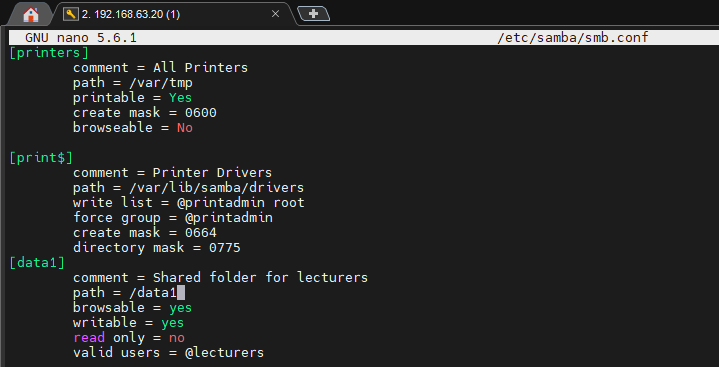 2. 192.168.63.20 (1)
GNU nano 5.6.1 /etc/samba/smb.conf
[printers]
comment = All Printers
path = /var/tmp
printable = Yes
create mask = 0600
browseable = No
[print$]
comment = Printer Drivers
path = /var/lib/samba/drivers
write list = @printadmin root
force group = @printadmin
create mask = 0664
directory mask = 0775
[data1]
comment = Shared folder for lecturers
path = /data1
browsable = yes
writable = yes
read only = no
valid users = @lecturers